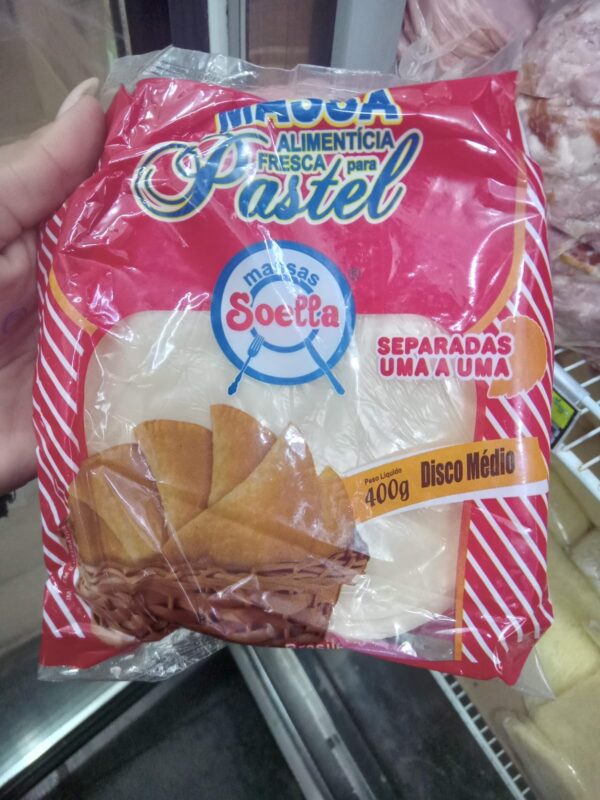 MASSA
ALIMENTÍCIA
FRESCA para
Pastel
massas
Soella ®
SEPARADAS
UMA A UMA
Peso Líquido
400g Disco Médio